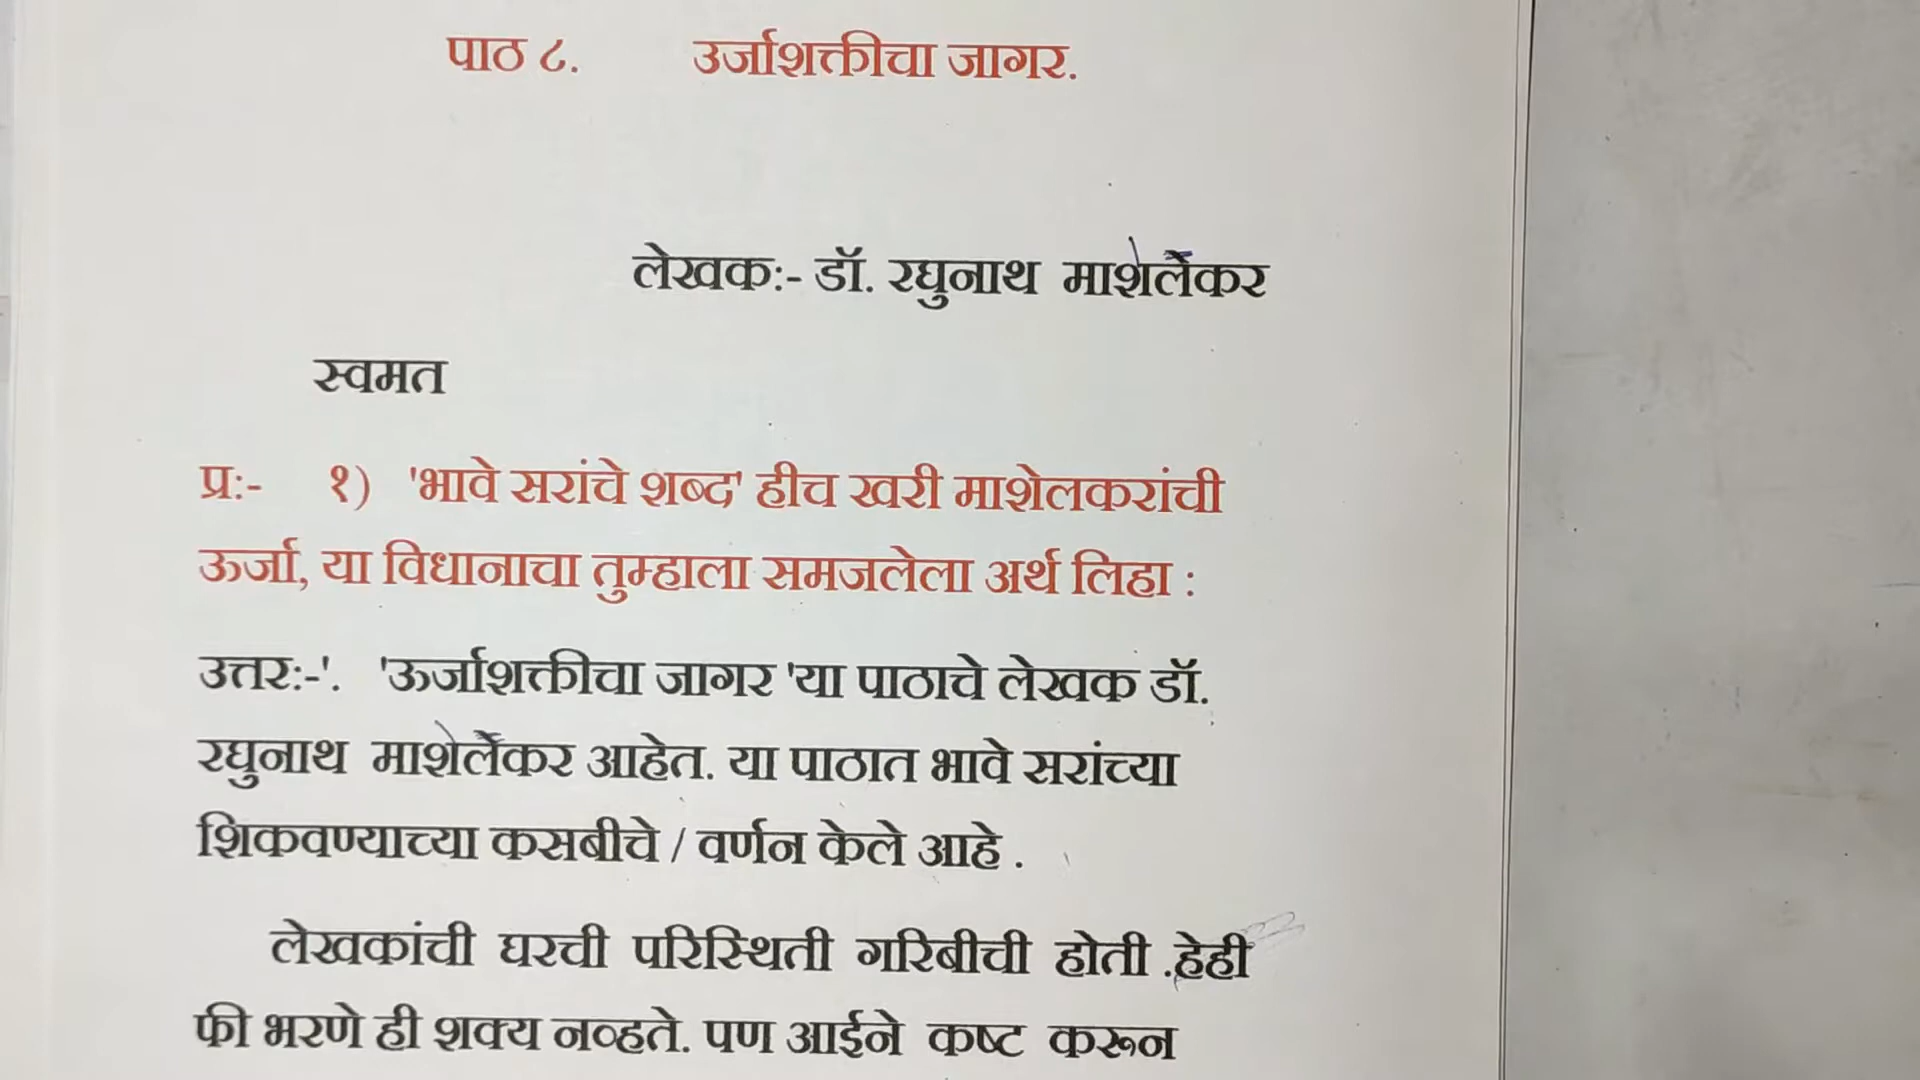 पाठ ८. उर्जाशक्तीचा जागर.
लेखक:- डॉ. रघुनाथ माशेलकर
स्वमत
प्र:- १) 'भावे सरांचे शब्द' हीच खरी माशेलकरांची
ऊर्जा, या विधानाचा तुम्हाला समजलेला अर्थ लिहा :
उत्तर:-'. 'ऊर्जाशक्तीचा जागर 'या पाठाचे लेखक डॉ.
रघुनाथ माशेलकर आहेत. या पाठात भावे सरांच्या
शिकवण्याच्या कसबीचे / वर्णन केले आहे .
लेखकांची घरची परिस्थिती गरिबीची होती .हेही
फी भरणे ही शक्य नव्हते. पण आईने कष्ट करून